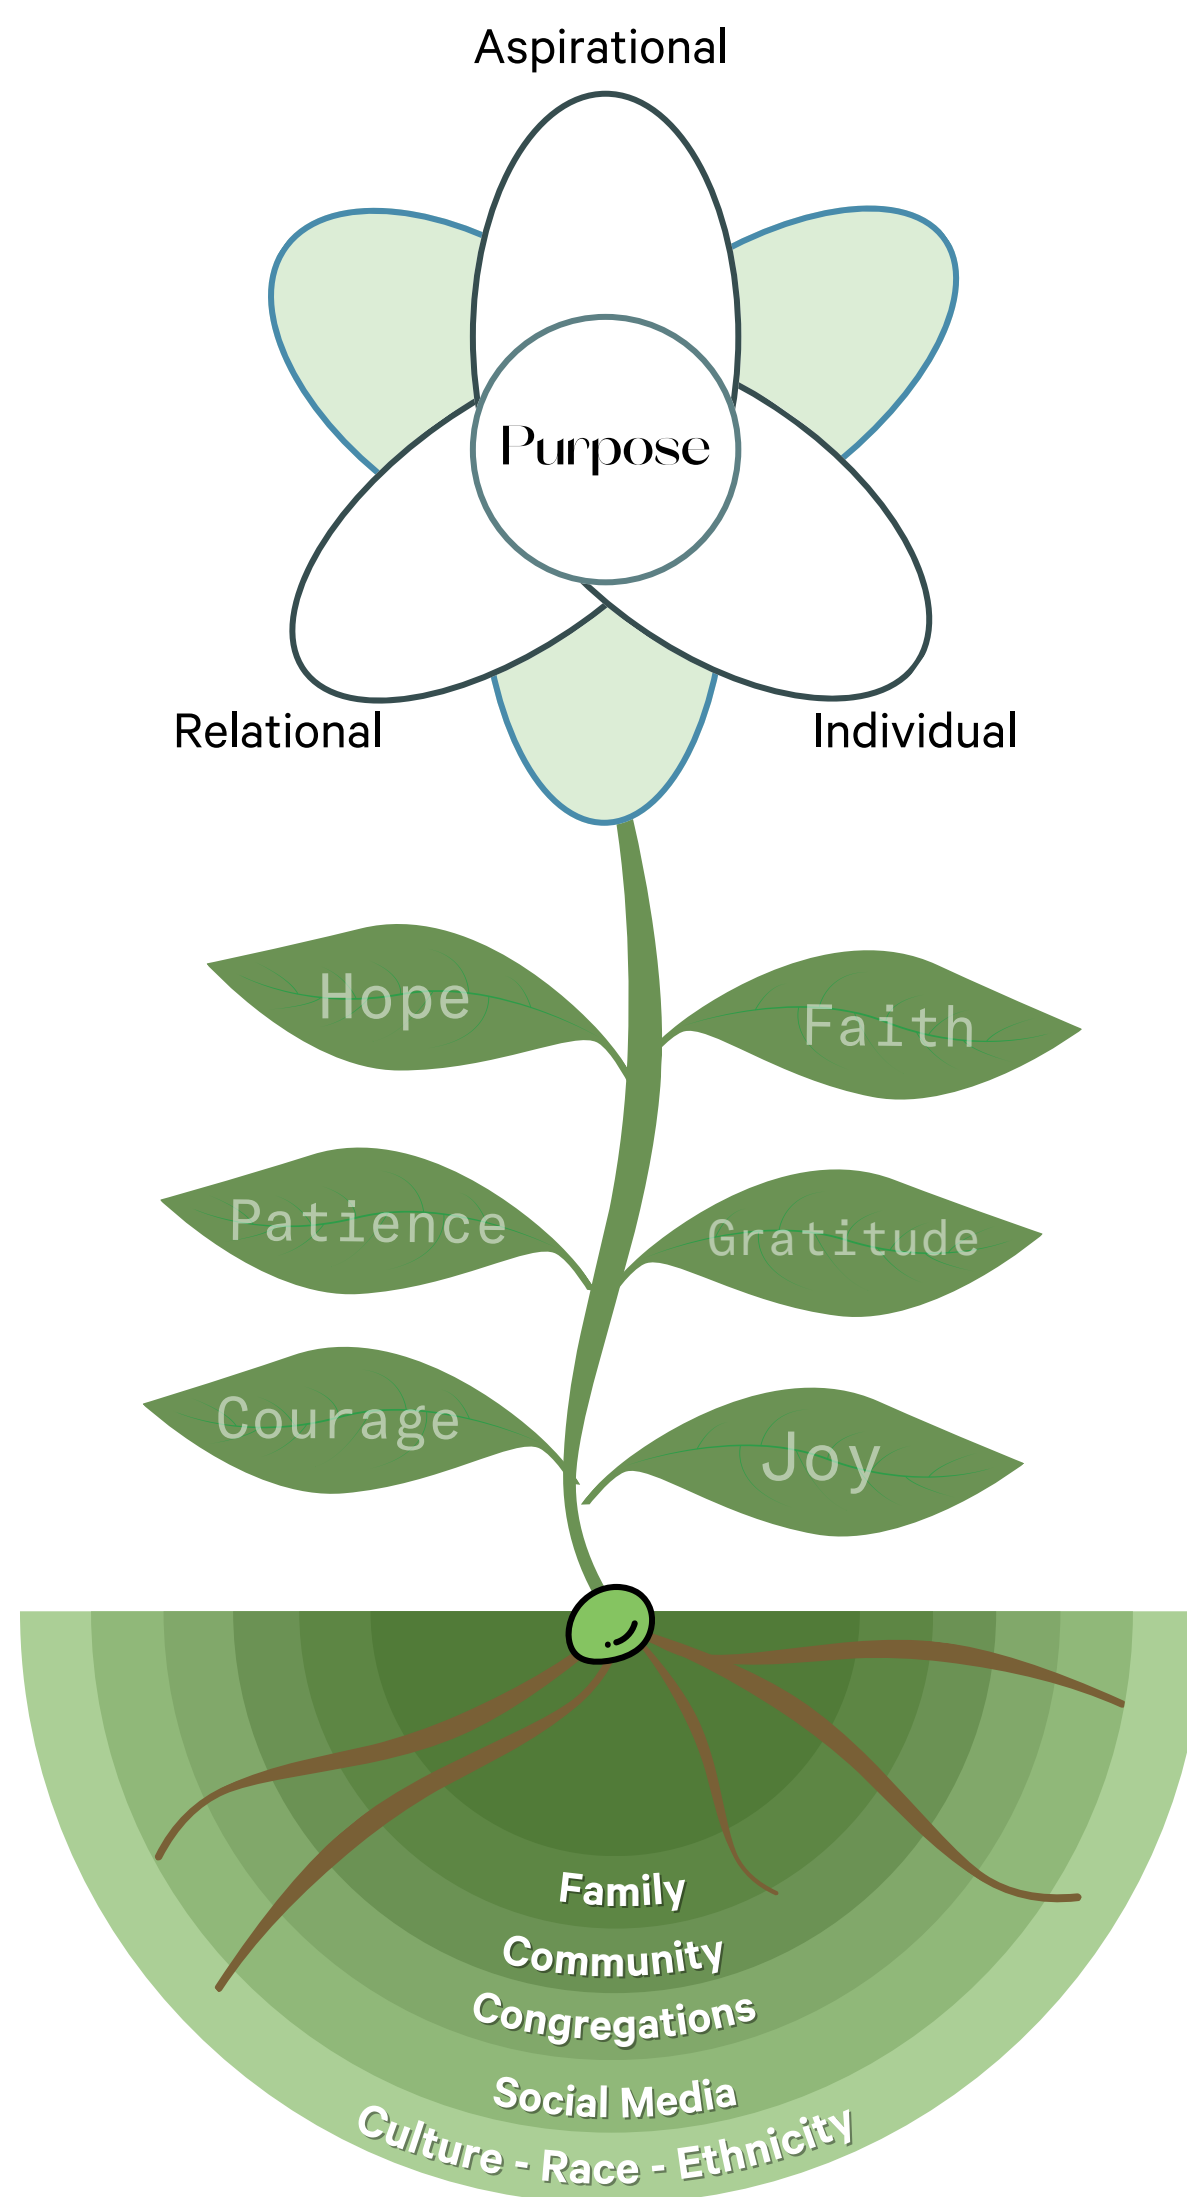 Aspirational
Purpose
Relational
Individual
Hope
Faith
Patience
Gratitude
Courage
Joy
Family
Community
Congregations
Social Media
Culture - Race - Ethnicity